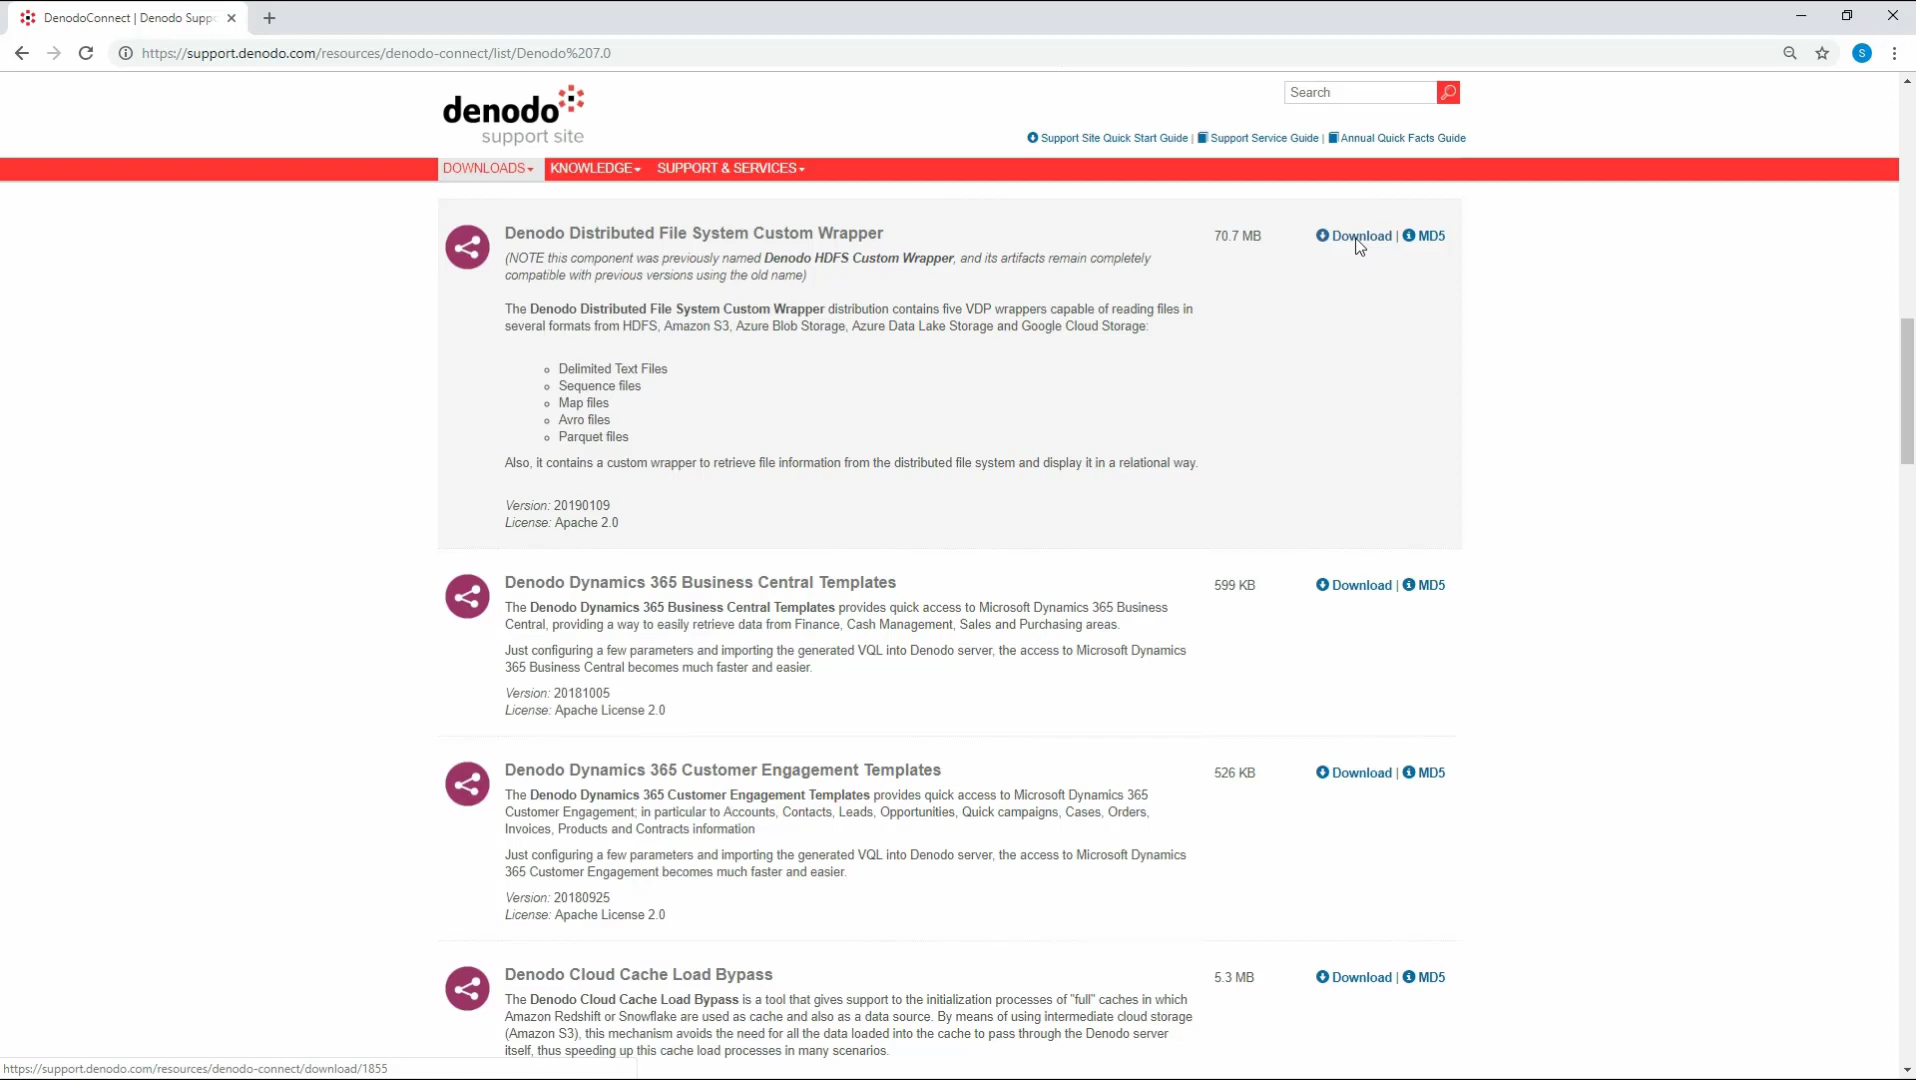 DenodoConnect | Denodo Suppo
https://support.denodo.com/resources/denodo-connect/list/Denodo%207.0
S
denodo
support site
Search
Support Site Quick Start Guide | Support Service Guide | Annual Quick Facts Guide
DOWNLOADS KNOWLEDGE SUPPORT & SERVICES
Denodo Distributed File System Custom Wrapper 70.7 MB Download | MD5
(NOTE this component was previously named Denodo HDFS Custom Wrapper, and its artifacts remain completely
compatible with previous versions using the old name)
The Denodo Distributed File System Custom Wrapper distribution contains five VDP wrappers capable of reading files in
several formats from HDFS, Amazon S3, Azure Blob Storage, Azure Data Lake Storage and Google Cloud Storage:
Delimited Text Files
Sequence files
Map files
Avro files
Parquet files
Also, it contains a custom wrapper to retrieve file information from the distributed file system and display it in a relational way.
Version: 20190109
License: Apache 2.0
Denodo Dynamics 365 Business Central Templates 599 KB Download | MD5
The Denodo Dynamics 365 Business Central Templates provides quick access to Microsoft Dynamics 365 Business
Central, providing a way to easily retrieve data from Finance, Cash Management, Sales and Purchasing areas.
Just configuring a few parameters and importing the generated VQL into Denodo server, the access to Microsoft Dynamics
365 Business Central becomes much faster and easier.
Version: 20181005
License: Apache License 2.0
Denodo Dynamics 365 Customer Engagement Templates 526 KB Download | MD5
The Denodo Dynamics 365 Customer Engagement Templates provides quick access to Microsoft Dynamics 365
Customer Engagement; in particular to Accounts, Contacts, Leads, Opportunities, Quick campaigns, Cases, Orders,
Invoices, Products and Contracts information
Just configuring a few parameters and importing the generated VQL into Denodo server, the access to Microsoft Dynamics
365 Customer Engagement becomes much faster and easier.
Version: 20180925
License: Apache License 2.0
Denodo Cloud Cache Load Bypass 5.3 MB Download | MD5
The Denodo Cloud Cache Load Bypass is a tool that gives support to the initialization processes of "full" caches in which
Amazon Redshift or Snowflake are used as cache and also as a data source. By means of using intermediate cloud storage
(Amazon S3), this mechanism avoids the need for all the data loaded into the cache to pass through the Denodo server
itself, thus speeding up this cache load processes in many scenarios.
https://support.denodo.com/resources/denodo-connect/download/1855